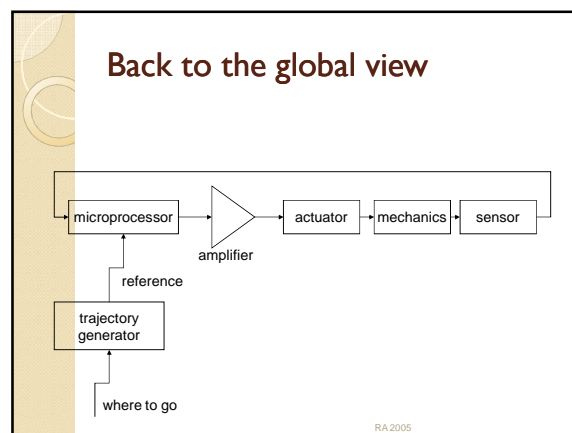 Back to the global view
microprocessor
amplifier
actuator
mechanics
sensor
reference
trajectory
generator
where to go
RA 2005